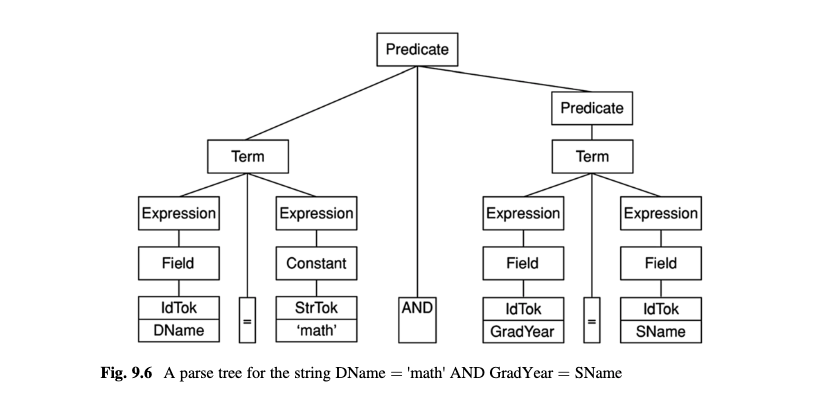 Predicate
Predicate
Term Term
Expression Expression Expression Expression
Field Constant Field Field
IdTok StrTok AND IdTok IdTok
DName = 'math' GradYear = SName
Fig. 9.6 A parse tree for the string DName = 'math' AND GradYear = SName